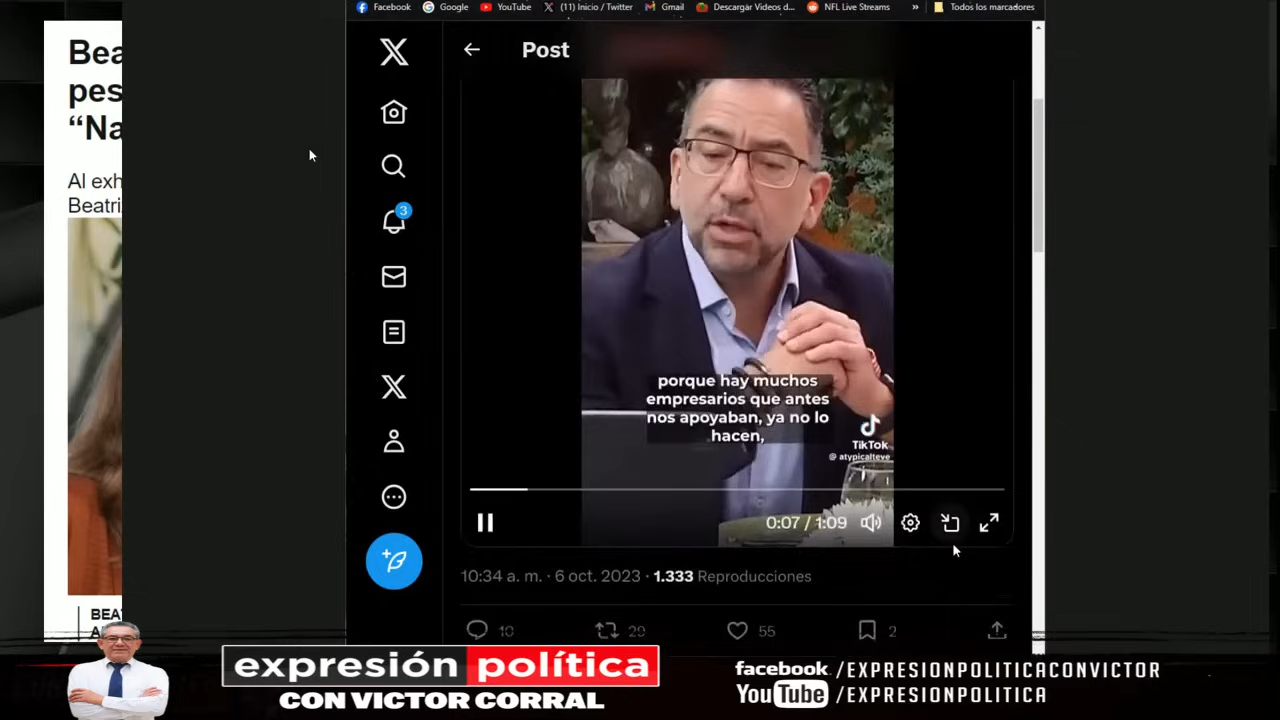 Facebook
Google
YouTube
(11) Inicio / Twitter
Gmail
Descargar Videos d...
NFL Live Streams
»
Todos los marcadores
Bea
pes
“Na
Al exh
Beatri
Post
3
porque hay muchos
empresarios que antes
nos apoyaban, ya no lo
hacen,
TikTok
@ atypicalteve
0:07 / 1:09
10:34 a. m. · 6 oct. 2023 · 1.333 Reproducciones
10
29
55
2
BEA
expresión política
CON VICTOR CORRAL
facebook /EXPRESIONPOLITICACONVICTOR
YouTube /EXPRESIONPOLITICA